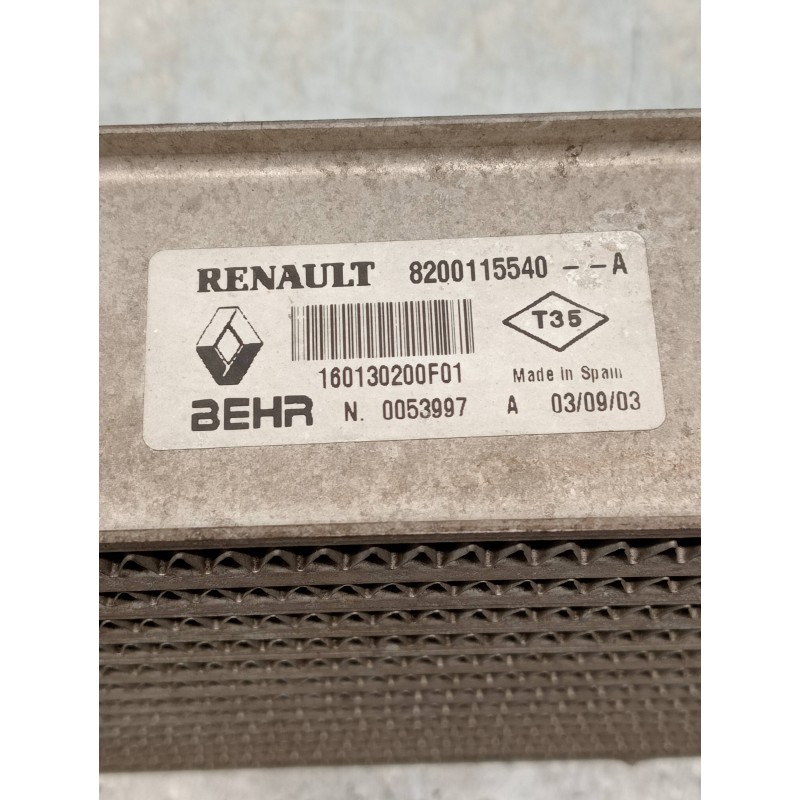 RENAULT 8200115540 - - A
T35
160130200F01 Made in Spain
BEHR N. 0053997 A 03/09/03